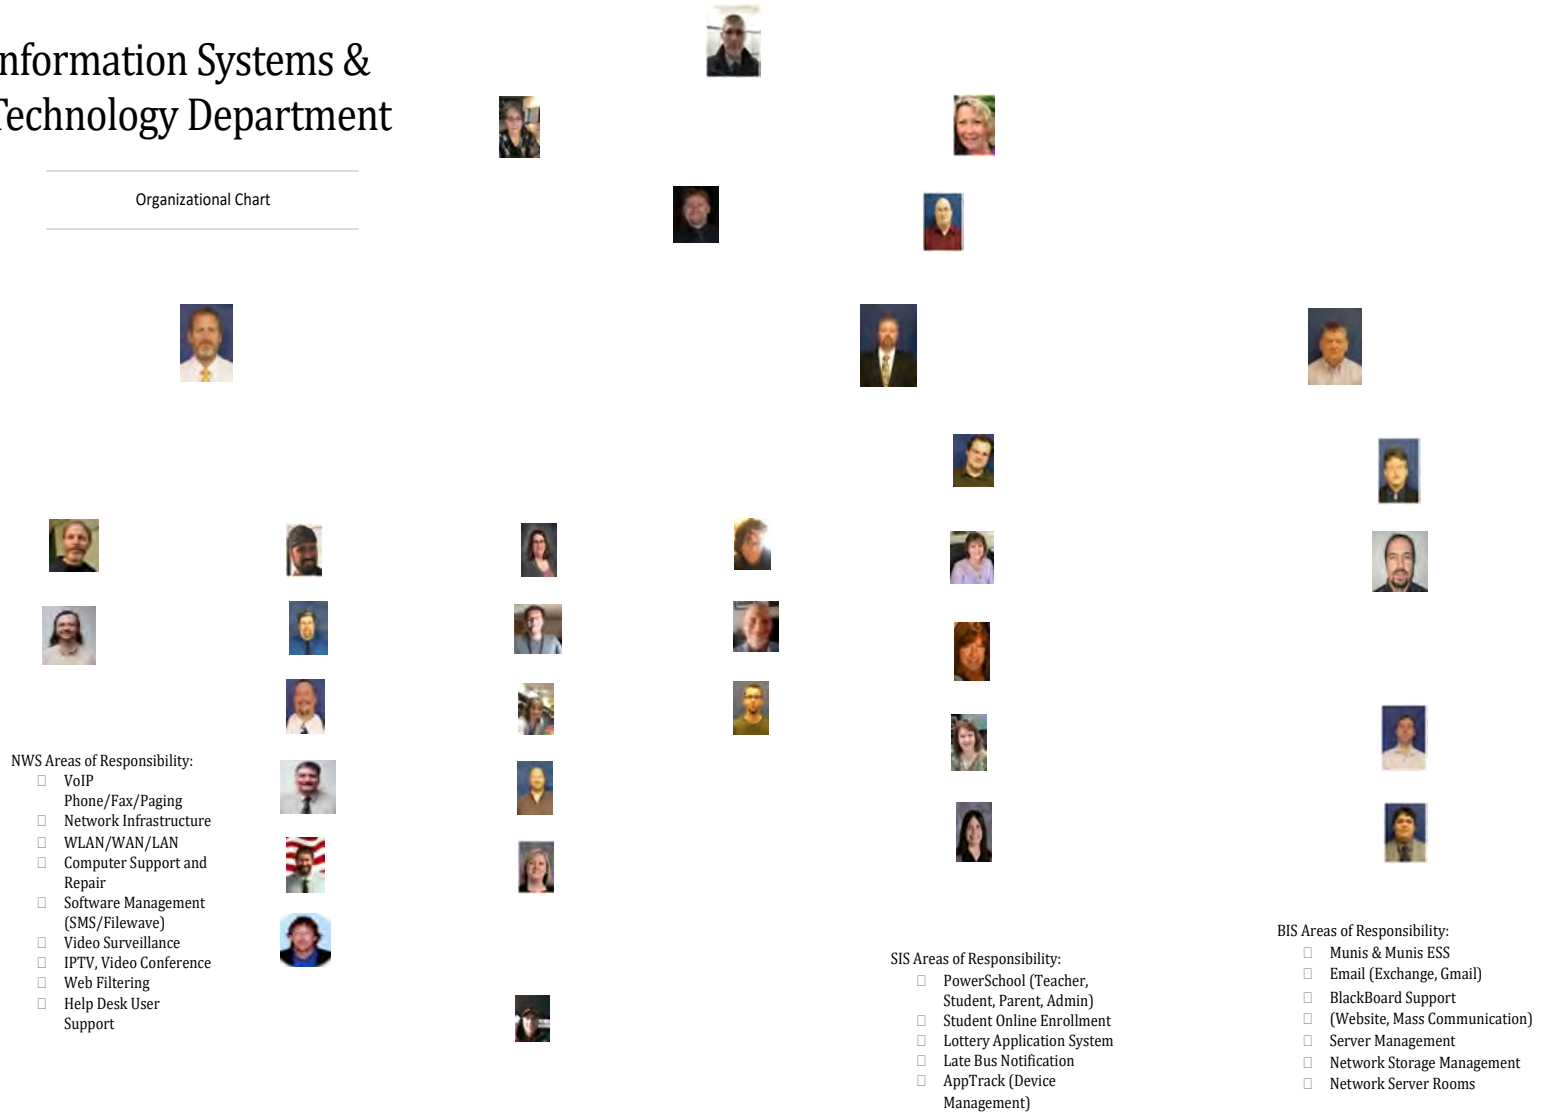 nformation Systems &
Technology Department
Organizational Chart
NWS Areas of Responsibility:
VoIP
Phone/Fax/Paging
Network Infrastructure
WLAN/WAN/LAN
Computer Support and
Repair
Software Management
(SMS/Filewave)
Video Surveillance
IPTV, Video Conference
Web Filtering
Help Desk User
Support
SIS Areas of Responsibility:
PowerSchool (Teacher,
Student, Parent, Admin)
Student Online Enrollment
Lottery Application System
Late Bus Notification
AppTrack (Device
Management)
BIS Areas of Responsibility:
Munis & Munis ESS
Email (Exchange, Gmail)
BlackBoard Support
(Website, Mass Communication)
Server Management
Network Storage Management
Network Server Rooms